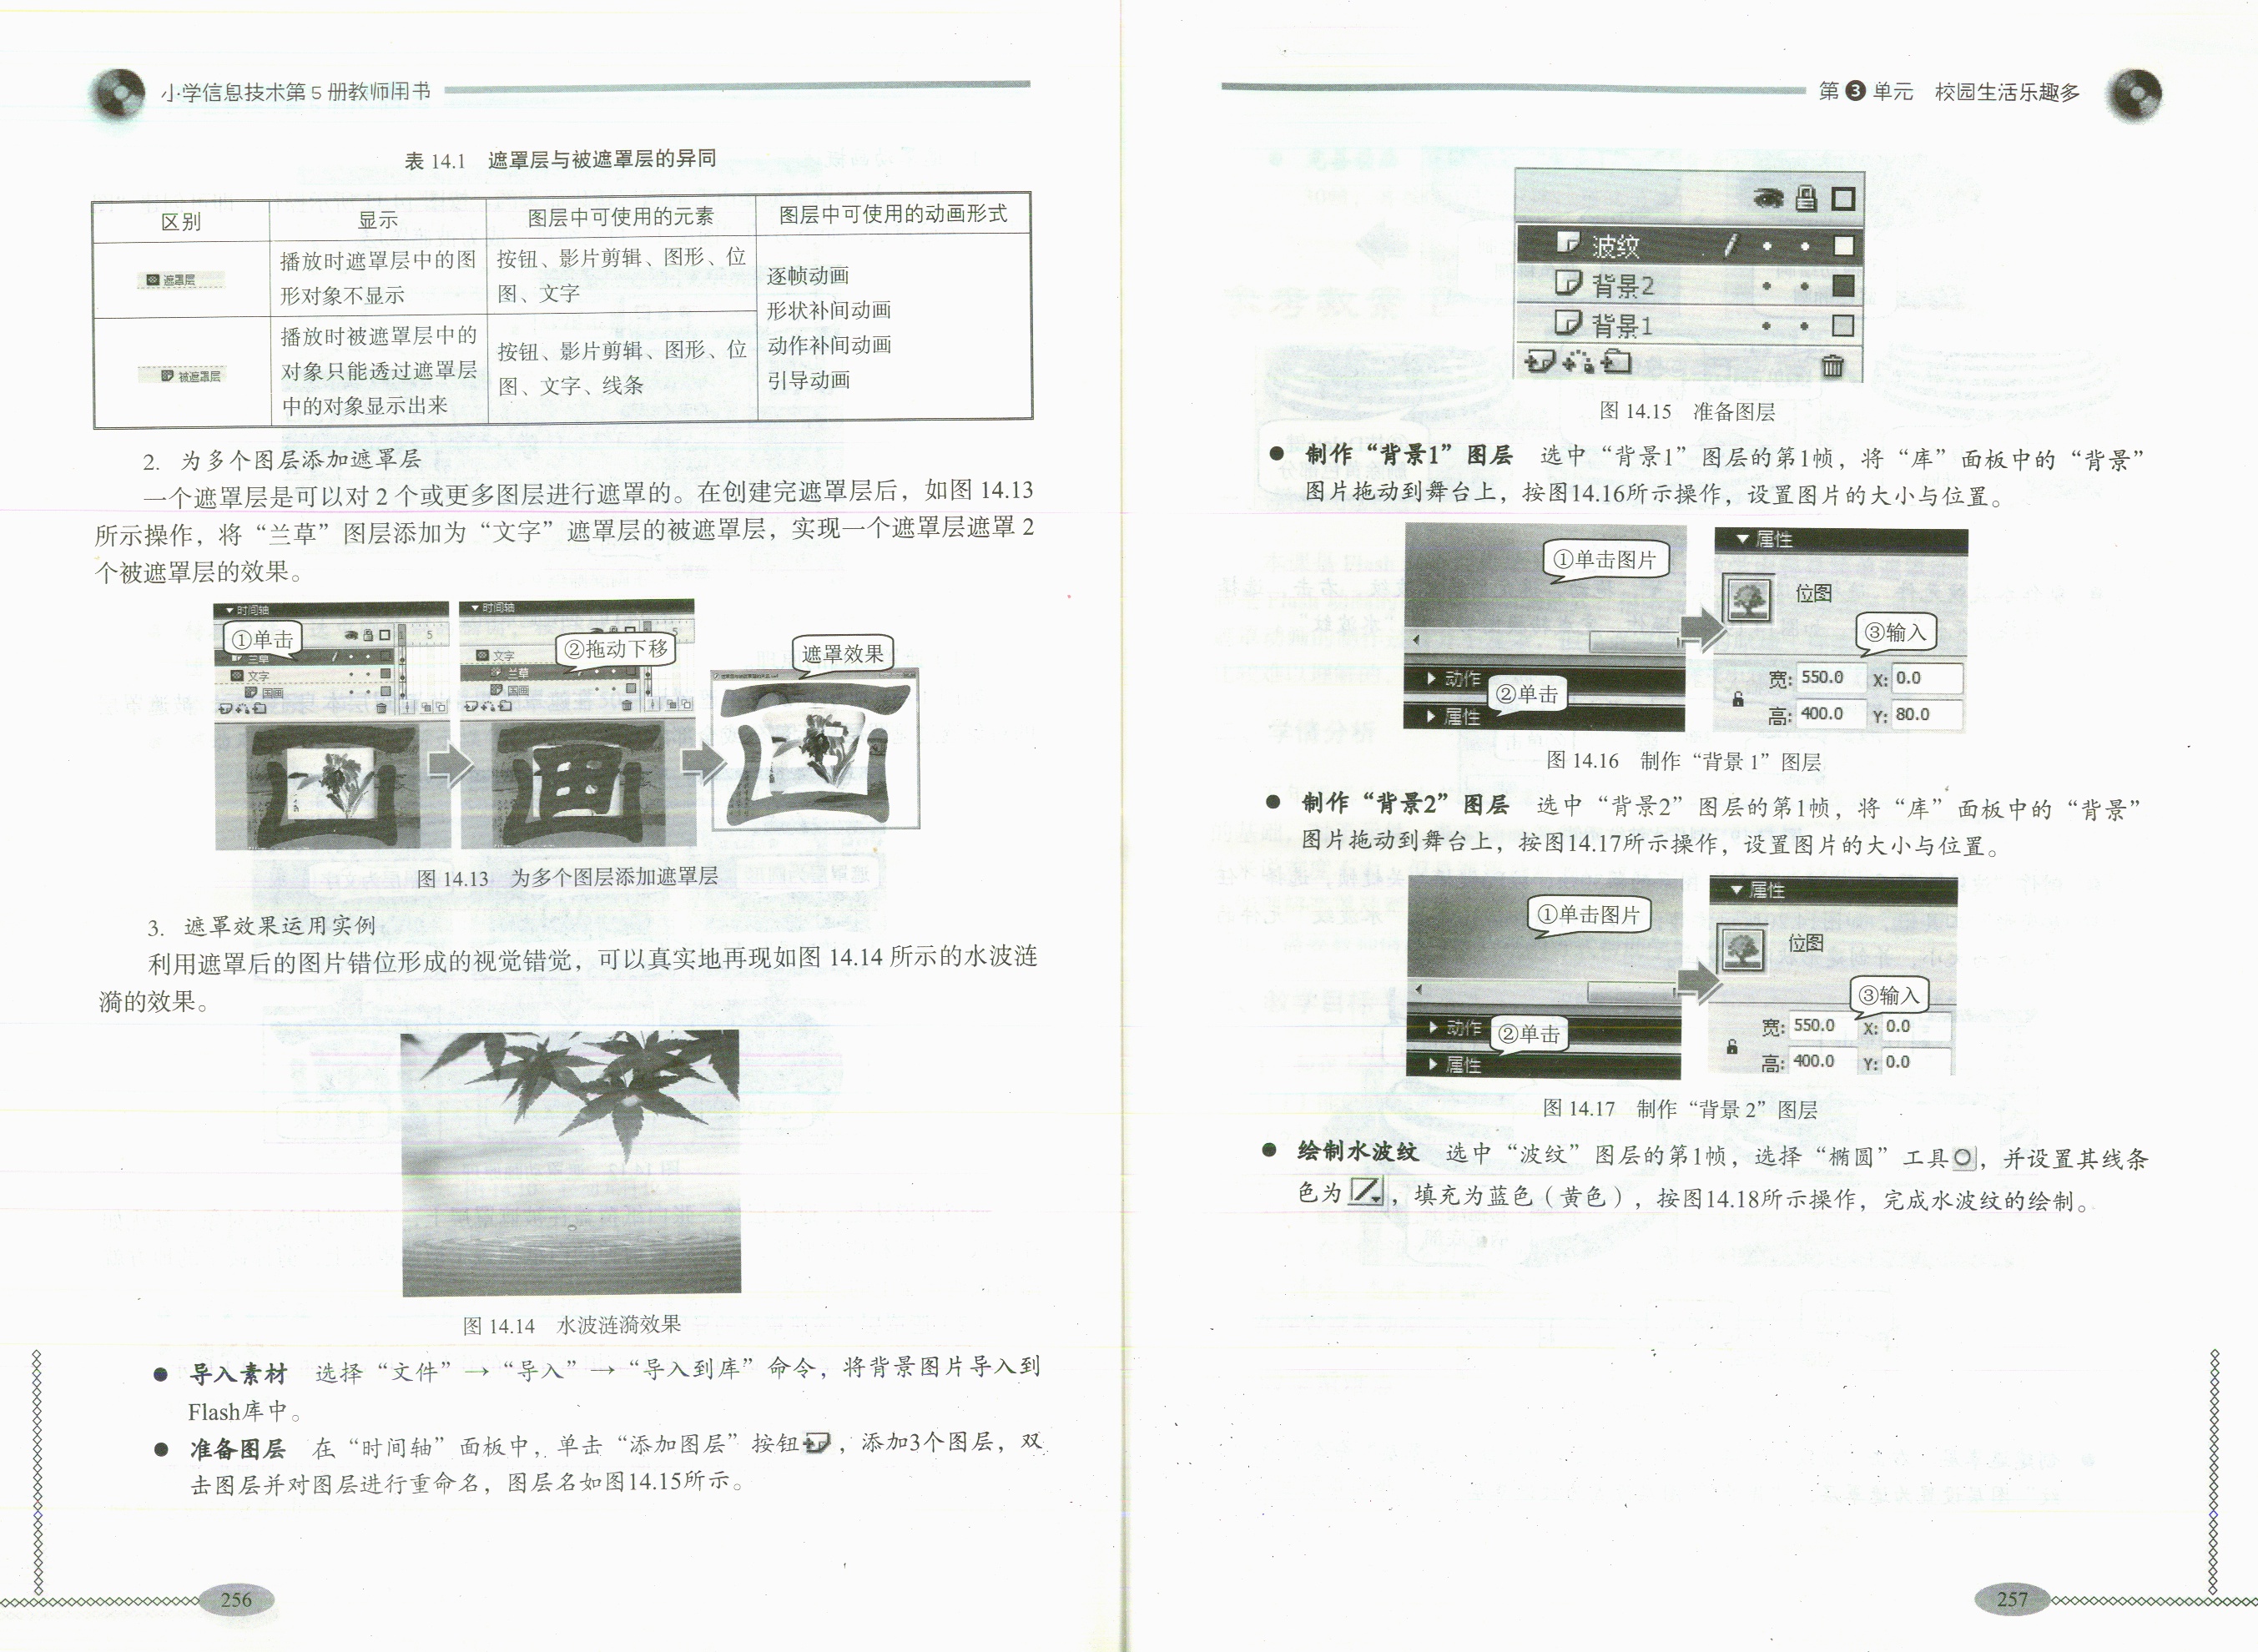 小学信息技术第5册教师用书
表 14.1 遮罩层与被遮罩层的异同
区别 显示 图层中可使用的元素 图层中可使用的动画形式
遮罩层
播放时遮罩层中的图
形对象不显示
按钮、影片剪辑、图形、位
图、文字
被遮罩层
播放时被遮罩层中的
对象只能透过遮罩层
中的对象显示出来
按钮、影片剪辑、图形、位
图、文字、线条
逐帧动画
形状补间动画
动作补间动画
引导动画
2. 为多个图层添加遮罩层
一个遮罩层是可以对 2 个或更多图层进行遮罩的。在创建完遮罩层后，如图 14.13
所示操作，将“兰草”图层添加为“文字”遮罩层的被遮罩层，实现一个遮罩层遮罩 2
个被遮罩层的效果。
时间轴
①单击
5
兰草
文字
国画
时间轴
②拖动下移
5
文字
兰草
国画
遮罩效果
图 14.13 为多个图层添加遮罩层
3. 遮罩效果运用实例
利用遮罩后的图片错位形成的视觉错觉，可以真实地再现如图 14.14 所示的水波涟
漪的效果。
图 14.14 水波涟漪效果
● 导入素材 选择“文件”→“导入”→“导入到库”命令，将背景图片导入到
Flash库中。
● 准备图层 在“时间轴”面板中，单击“添加图层”按钮，添加3个图层，双
击图层并对图层进行重命名，图层名如图14.15所示。
256
第3单元 校园生活乐趣多
波纹
背景2
背景1
图 14.15 准备图层
● 制作“背景1”图层 选中“背景1”图层的第1帧，将“库”面板中的“背景”
图片拖动到舞台上，按图14.16所示操作，设置图片的大小与位置。
①单击图片
动作
②单击
属性
属性
位图
③输入
宽: 550.0 X: 0.0
高: 400.0 Y: 80.0
图 14.16 制作“背景 1”图层
● 制作“背景2”图层 选中“背景2”图层的第1帧，将“库”面板中的“背景”
图片拖动到舞台上，按图14.17所示操作，设置图片的大小与位置。
①单击图片
动作
②单击
属性
属性
位图
③输入
宽: 550.0 X: 0.0
高: 400.0 Y: 0.0
图 14.17 制作“背景 2”图层
● 绘制水波纹 选中“波纹”图层的第1帧，选择“椭圆”工具，并设置其线条
色为，填充为蓝色（黄色），按图14.18所示操作，完成水波纹的绘制。
257